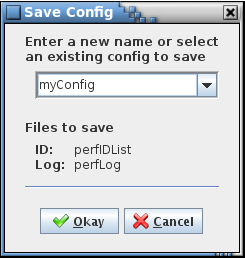 Save Config
Enter a new name or select
an existing config to save
myConfig
Files to save
ID: perfIDList
Log: perfLog
Okay
Cancel